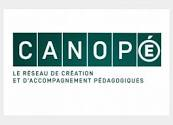 CANOPÉ
LE RÉSEAU DE CRÉATION
ET D'ACCOMPAGNEMENT PÉDAGOGIQUES